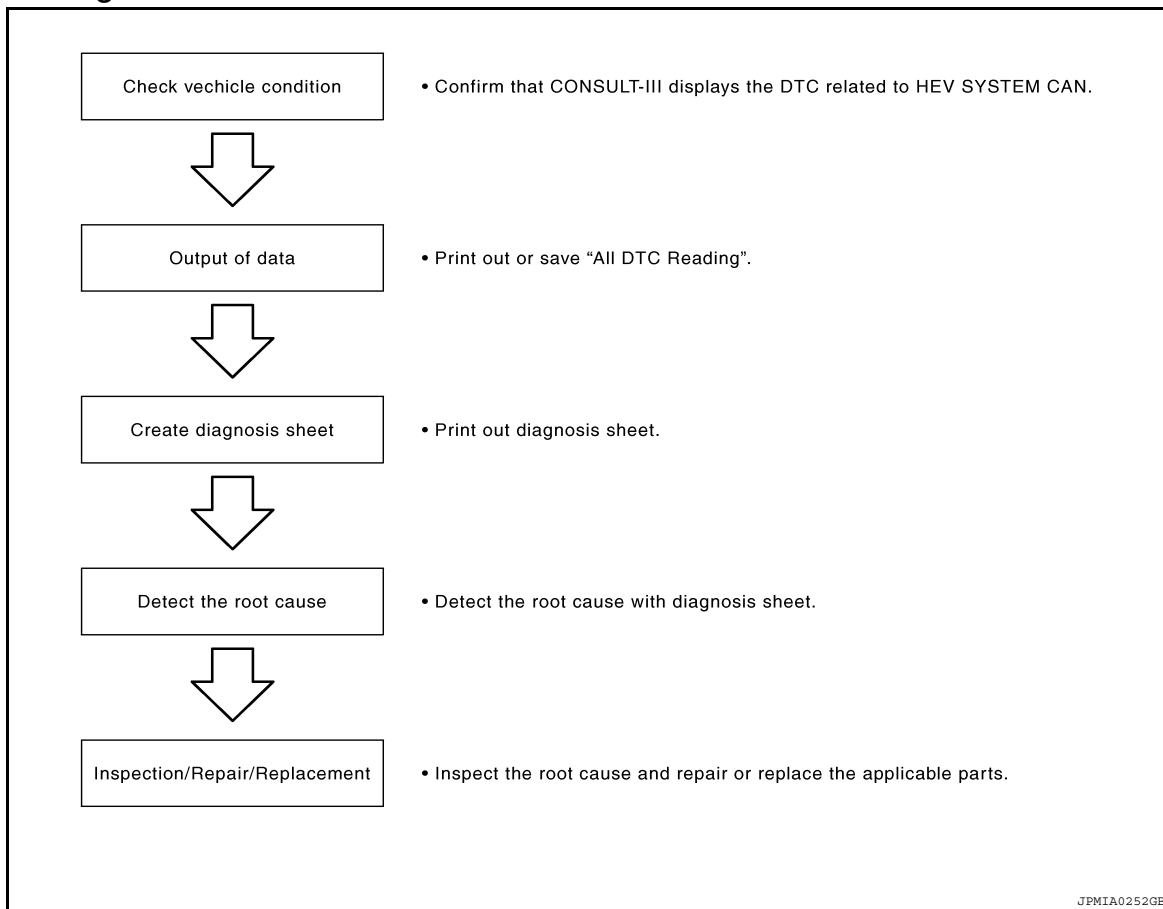 Check vechicle condition
• Confirm that CONSULT-III displays the DTC related to HEV SYSTEM CAN.
Output of data
• Print out or save “All DTC Reading”.
Create diagnosis sheet
• Print out diagnosis sheet.
Detect the root cause
• Detect the root cause with diagnosis sheet.
Inspection/Repair/Replacement
• Inspect the root cause and repair or replace the applicable parts.
JPMIA0252GB